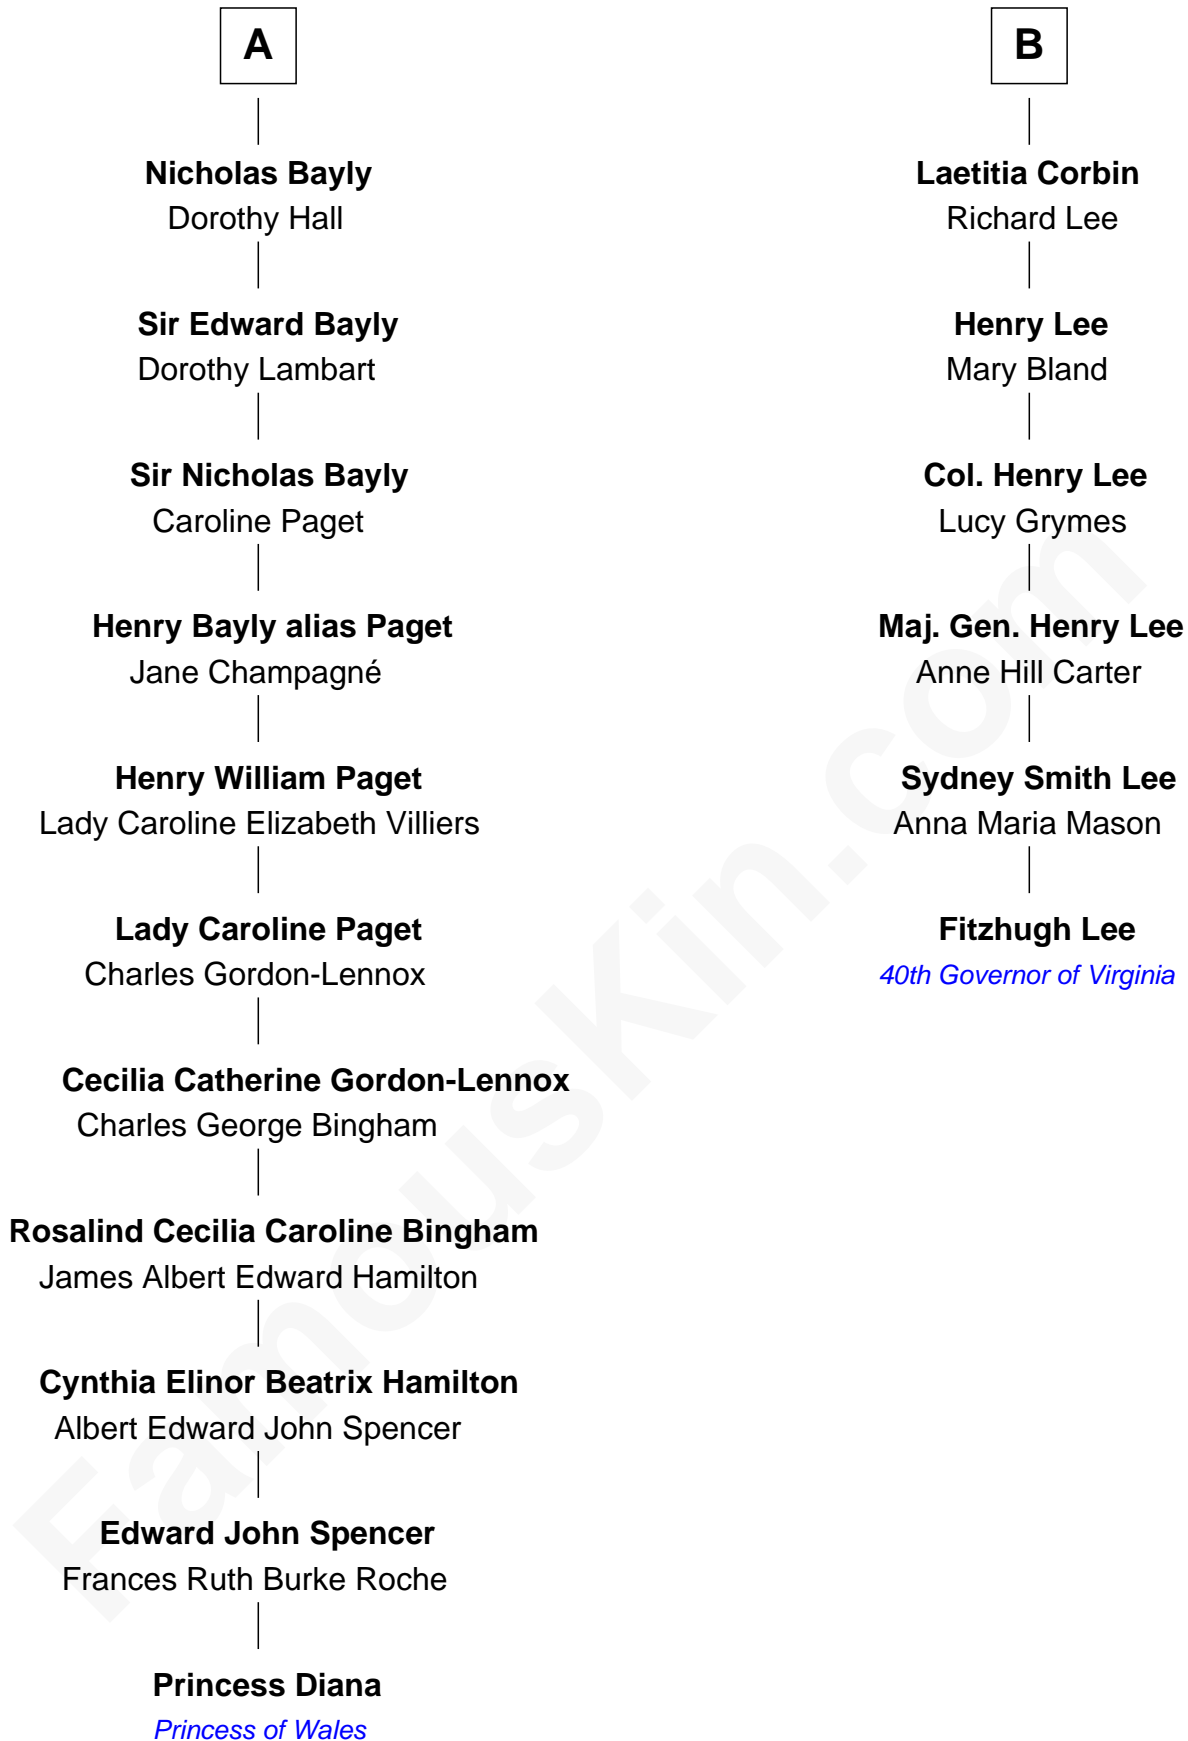 A
Nicholas Bayly
Dorothy Hall
Sir Edward Bayly
Dorothy Lambart
Sir Nicholas Bayly
Caroline Paget
Henry Bayly alias Paget
Jane Champagné
Henry William Paget
Lady Caroline Elizabeth Villiers
Lady Caroline Paget
Charles Gordon-Lennox
Cecilia Catherine Gordon-Lennox
Charles George Bingham
Rosalind Cecilia Caroline Bingham
James Albert Edward Hamilton
Cynthia Elinor Beatrix Hamilton
Albert Edward John Spencer
Edward John Spencer
Frances Ruth Burke Roche
Princess Diana
Princess of Wales
B
Laetitia Corbin
Richard Lee
Henry Lee
Mary Bland
Col. Henry Lee
Lucy Grymes
Maj. Gen. Henry Lee
Anne Hill Carter
Sydney Smith Lee
Anna Maria Mason
Fitzhugh Lee
40th Governor of Virginia
FamousKin.com